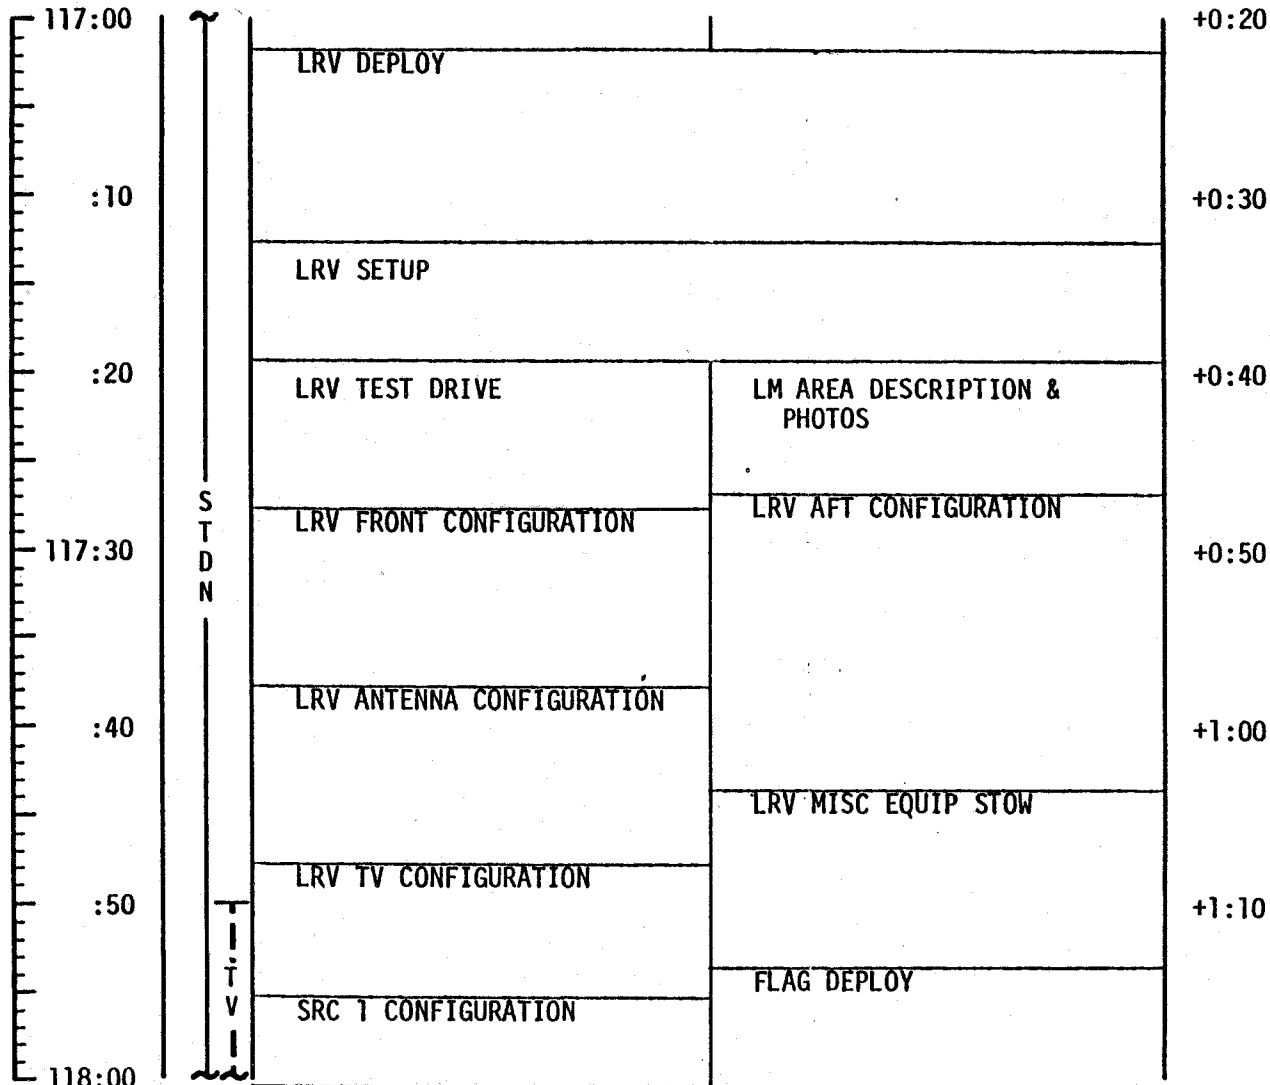 117:00
+0:20
LRV DEPLOY
:10
+0:30
LRV SETUP
:20
+0:40
LRV TEST DRIVE
LM AREA DESCRIPTION &
PHOTOS
LRV FRONT CONFIGURATION
LRV AFT CONFIGURATION
STDN
117:30
+0:50
LRV ANTENNA CONFIGURATION
:40
+1:00
LRV MISC EQUIP STOW
LRV TV CONFIGURATION
:50
+1:10
TV
FLAG DEPLOY
SRC 1 CONFIGURATION
118:00